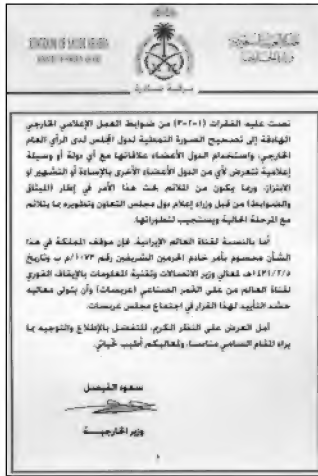 KINGDOM OF SAUDI ARABIA
المملكة العربية السعودية
وزارة الخارجية
برقية صادرة
نصت عليه الفقرات (١-٢-٣) من ضوابط العمل الإعلامي الخارجي
الهادفة إلى تصحيح الصورة النمطية لدول المجلس لدى الرأي العام
الخارجي، واستخدام الدول الأعضاء علاقاتها مع أي دولة أو وسيلة
إعلامية تتعرض لأي من الدول الأعضاء الأخرى بالإساءة أو التشهير أو
الابتزاز، وربما يكون من الملائم بحث هذا الأمر في إطار (الميثاق
والضوابط) من قبل وزراء إعلام دول مجلس التعاون وتطويره بما يتلائم
مع المرحلة الحالية ويستجيب لتطوراتها.
أما بالنسبة لقناة العالم الإيرانية، فإن موقف المملكة في هذا
الشأن محسوم بأمر خادم الحرمين الشريفين رقم ١٠٧٣/م ب وتاريخ
١٤٣١/٢/٥هـ لمعالي وزير الاتصالات وتقنية المعلومات بالإيقاف الفوري
لقناة العالم من على القمر الصناعي (عربسات) وأن يتولى معاليه
حشد التأييد لهذا القرار في اجتماع مجلس عربسات.
آمل العرض على النظر الكريم، للتفضل بالإطلاع والتوجيه بما
يراه المقام السامي مناسبا، ولمعاليكم أطيب تحياتي.
سعود الفيصل
وزير الخارجية